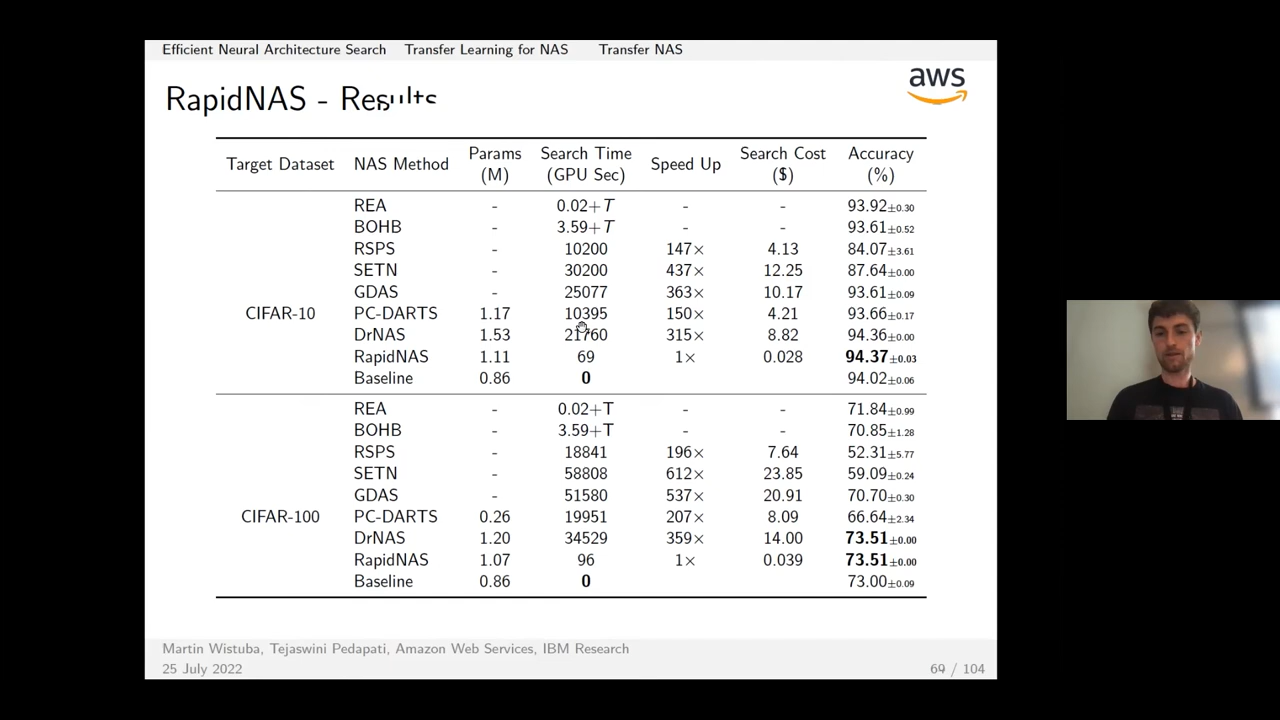 Efficient Neural Architecture Search Transfer Learning for NAS Transfer NAS
RapidNAS - Results
aws
Target Dataset NAS Method Params (M) Search Time (GPU Sec) Speed Up Search Cost ($) Accuracy (%)
CIFAR-10
REA - 0.02+T - - 93.92±0.30
BOHB - 3.59+T - - 93.61±0.52
RSPS - 10200 147× 4.13 84.07±3.61
SETN - 30200 437× 12.25 87.64±0.00
GDAS - 25077 363× 10.17 93.61±0.09
PC-DARTS 1.17 10395 150× 4.21 93.66±0.17
DrNAS 1.53 21760 315× 8.82 94.36±0.00
RapidNAS 1.11 69 1× 0.028 94.37±0.03
Baseline 0.86 0 94.02±0.06
CIFAR-100
REA - 0.02+T - - 71.84±0.99
BOHB - 3.59+T - - 70.85±1.28
RSPS - 18841 196× 7.64 52.31±5.77
SETN - 58808 612× 23.85 59.09±0.24
GDAS - 51580 537× 20.91 70.70±0.30
PC-DARTS 0.26 19951 207× 8.09 66.64±2.34
DrNAS 1.20 34529 359× 14.00 73.51±0.00
RapidNAS 1.07 96 1× 0.039 73.51±0.00
Baseline 0.86 0 73.00±0.09
Martin Wistuba, Tejaswini Pedapati, Amazon Web Services, IBM Research
25 July 2022
/ 104